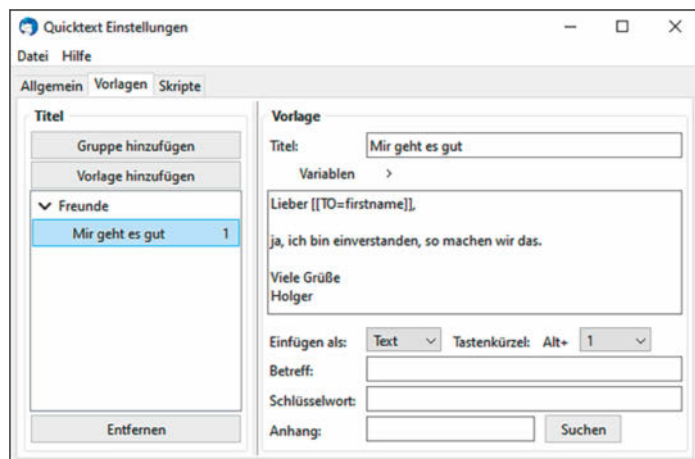 Quicktext Einstellungen
Datei Hilfe
Allgemein Vorlagen Skripte
Titel
Gruppe hinzufügen
Vorlage hinzufügen
Freunde
Mir geht es gut 1
Entfernen
Vorlage
Titel: Mir geht es gut
Variablen >
Lieber [[TO=firstname]],
ja, ich bin einverstanden, so machen wir das.
Viele Grüße
Holger
Einfügen als: Text Tastenkürzel: Alt+ 1
Betreff:
Schlüsselwort:
Anhang: Suchen